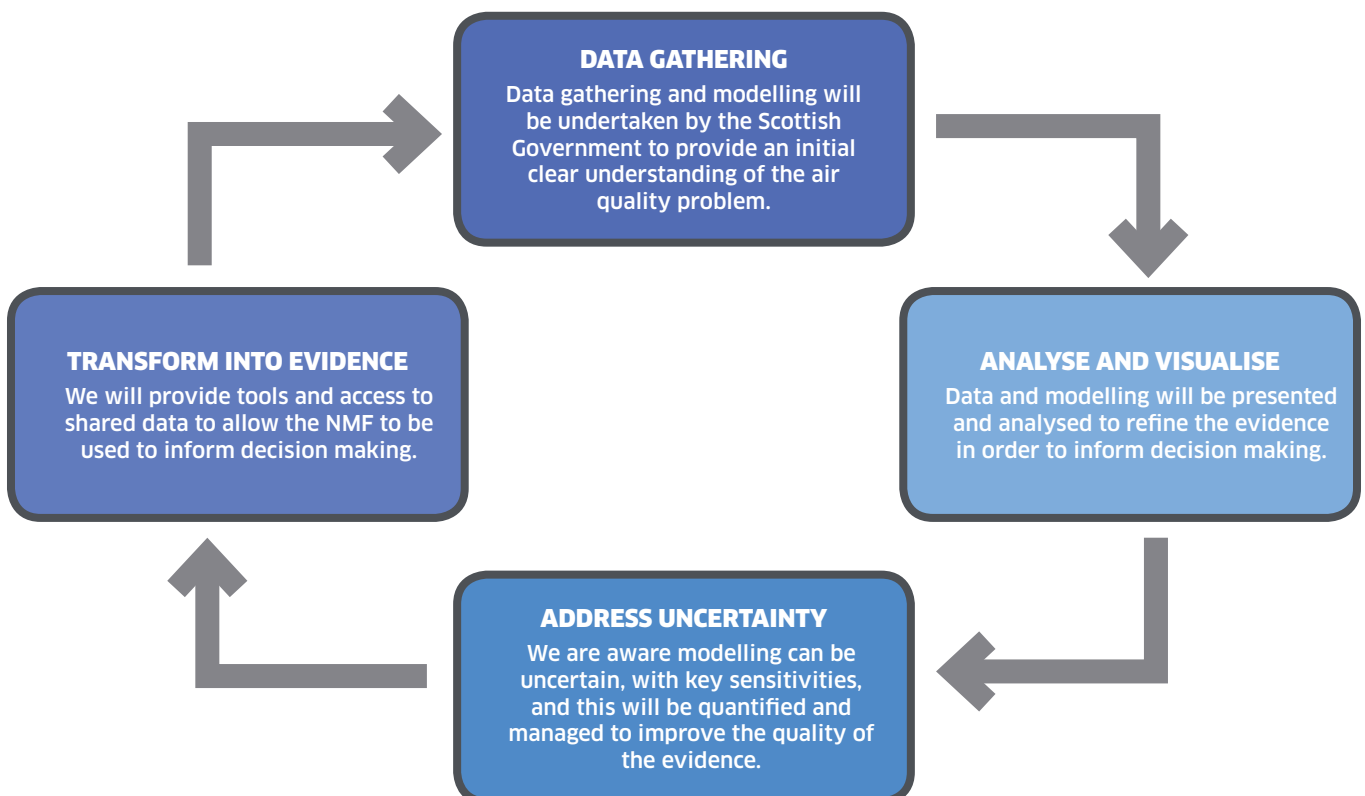 DATA GATHERING
Data gathering and modelling will
be undertaken by the Scottish
Government to provide an initial
clear understanding of the air
quality problem.
TRANSFORM INTO EVIDENCE
We will provide tools and access to
shared data to allow the NMF to be
used to inform decision making.
ANALYSE AND VISUALISE
Data and modelling will be presented
and analysed to refine the evidence
in order to inform decision making.
ADDRESS UNCERTAINTY
We are aware modelling can be
uncertain, with key sensitivities,
and this will be quantified and
managed to improve the quality of
the evidence.